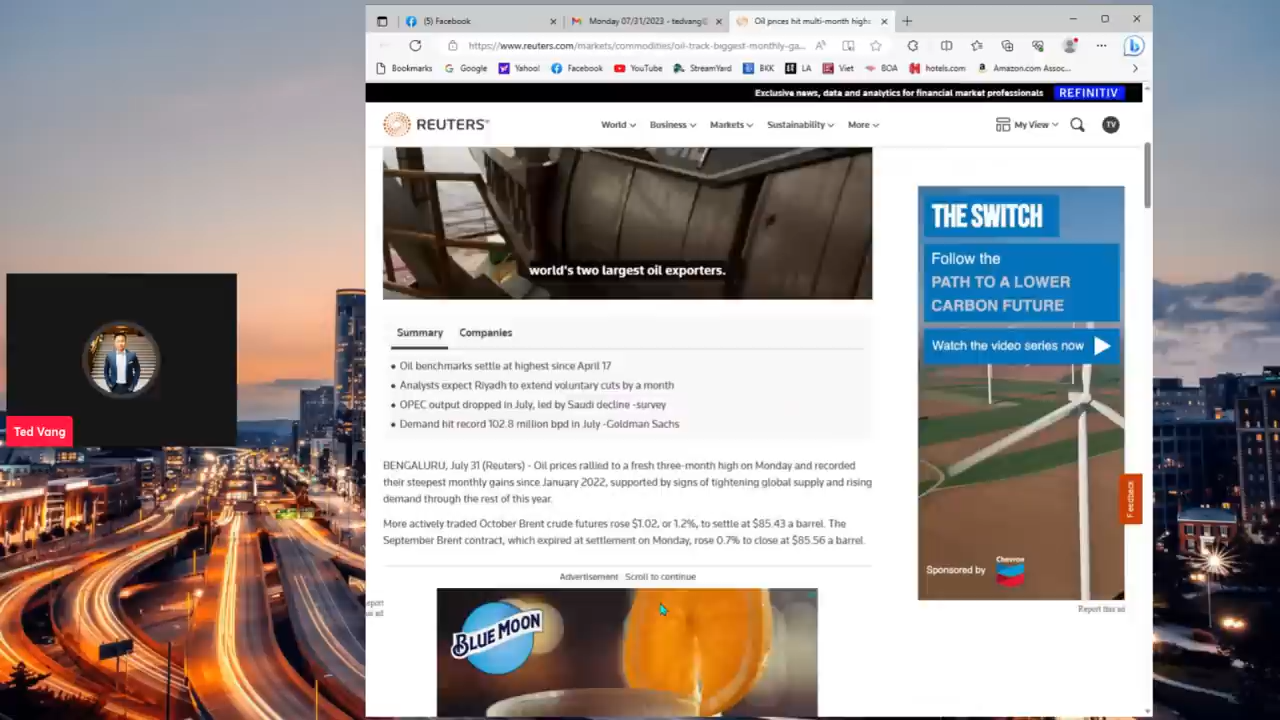 (5) Facebook
Monday 07/31/2023 - tedvang@
Oil prices hit multi-month high
https://www.reuters.com/markets/commodities/oil-track-biggest-monthly-ga...
Bookmarks
Google
Yahoo!
Facebook
YouTube
StreamYard
BKK
LA
Viet
BOA
hotels.com
Amazon.com Assoc...
Exclusive news, data and analytics for financial market professionals
REFINITIV
REUTERS
World
Business
Markets
Sustainability
More
My View
TV
world's two largest oil exporters.
Summary
Companies
• Oil benchmarks settle at highest since April 17
• Analysts expect Riyadh to extend voluntary cuts by a month
• OPEC output dropped in July, led by Saudi decline -survey
• Demand hit record 102.8 million bpd in July -Goldman Sachs
BENGALURU, July 31 (Reuters) - Oil prices rallied to a fresh three-month high on Monday and recorded
their steepest monthly gains since January 2022, supported by signs of tightening global supply and rising
demand through the rest of this year.
More actively traded October Brent crude futures rose $1.02, or 1.2%, to settle at $85.43 a barrel. The
September Brent contract, which expired at settlement on Monday, rose 0.7% to close at $85.56 a barrel.
Advertisement · Scroll to continue
BLUE MOON
THE SWITCH
Follow the
PATH TO A LOWER
CARBON FUTURE
Watch the video series now
Feedback
Sponsored by
Chevron
Report this ad
Ted Vang